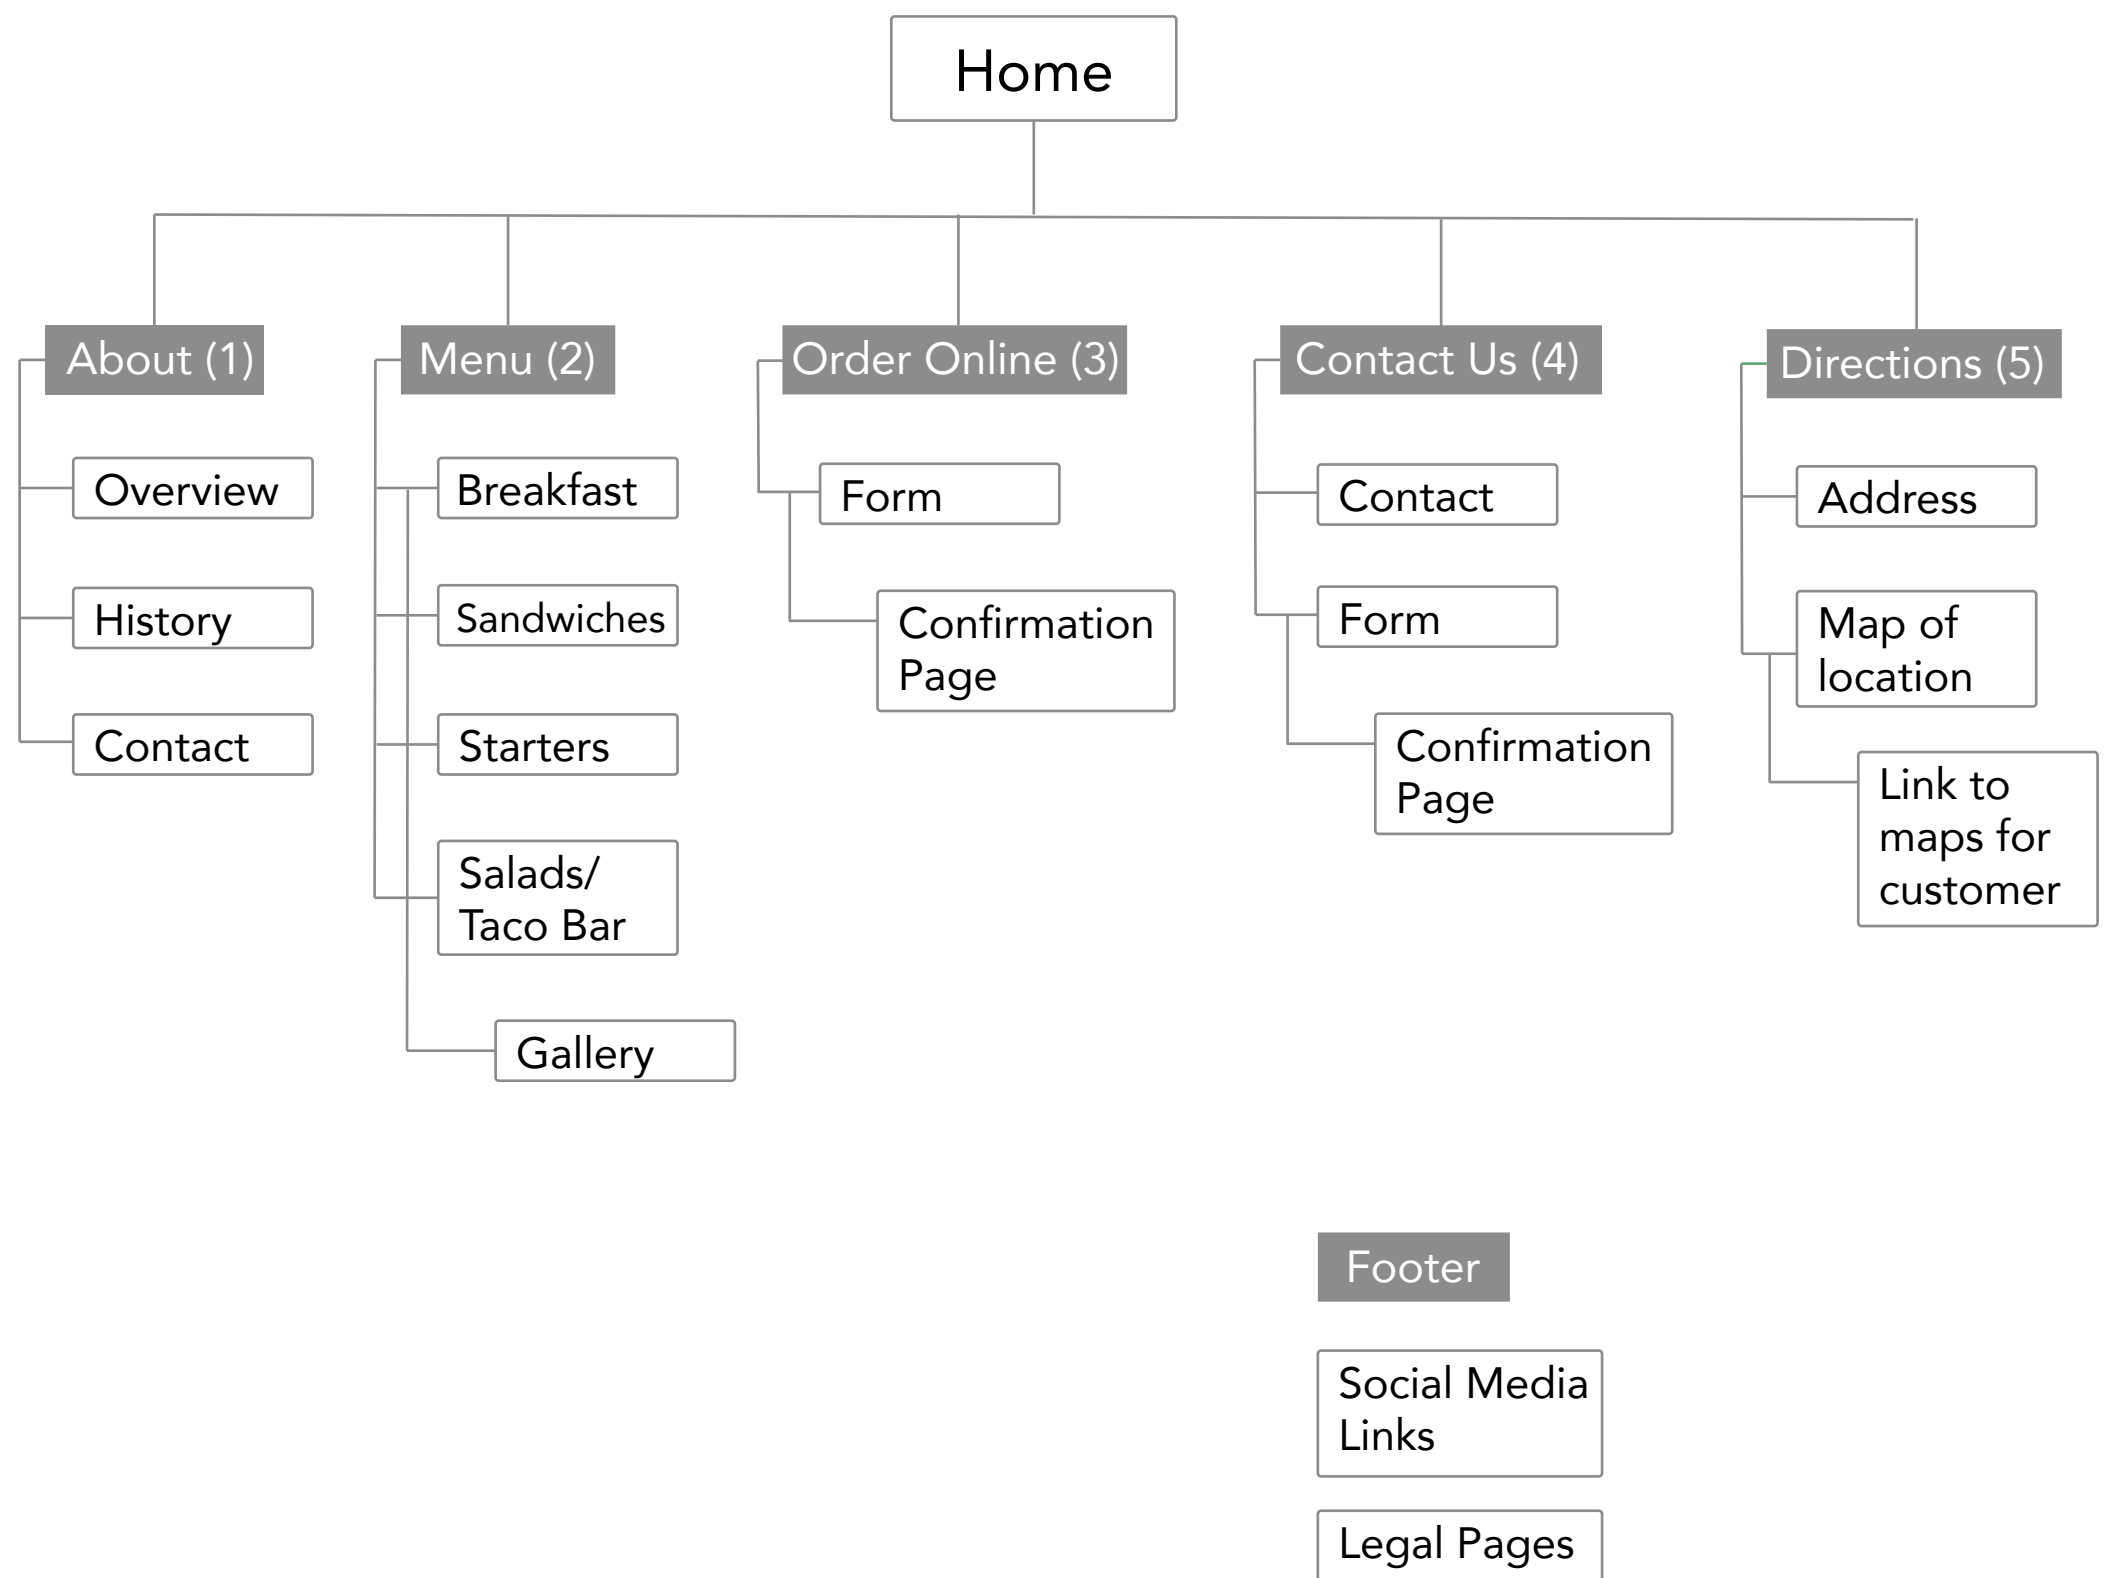 Home
About (1)
Overview
History
Contact
Menu (2)
Breakfast
Sandwiches
Starters
Salads/
Taco Bar
Gallery
Order Online (3)
Form
Confirmation
Page
Contact Us (4)
Contact
Form
Confirmation
Page
Directions (5)
Address
Map of
location
Link to
maps for
customer
Footer
Social Media
Links
Legal Pages